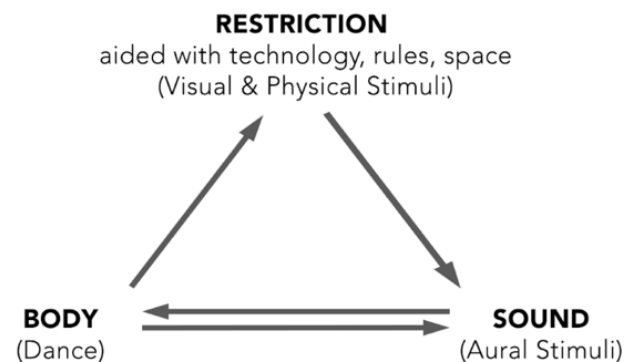 RESTRICTION
aided with technology, rules, space
(Visual & Physical Stimuli)
BODY
(Dance)
SOUND
(Aural Stimuli)